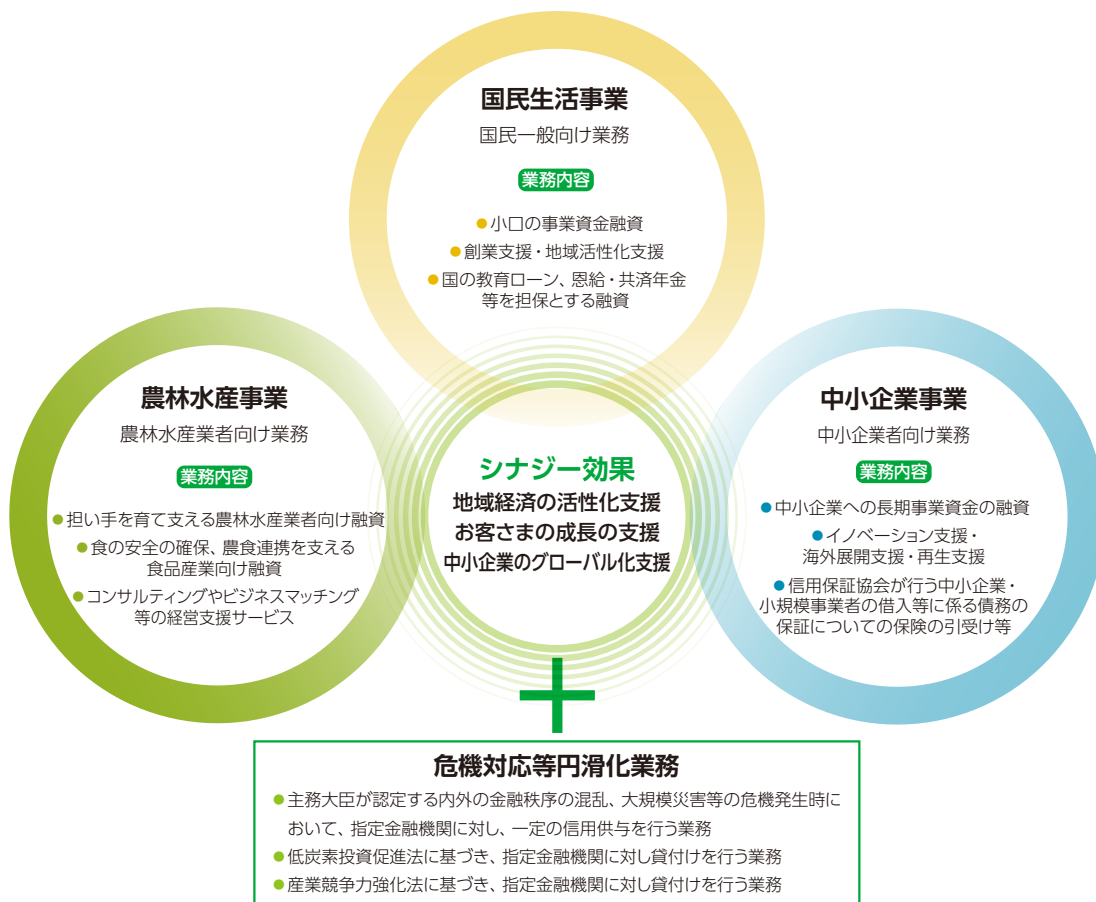 国民生活事業
国民一般向け業務
業務内容
●小口の事業資金融資
●創業支援・地域活性化支援
●国の教育ローン、恩給・共済年金
等を担保とする融資
農林水産事業
農林水産業者向け業務
業務内容
●担い手を育て支える農林水産業者向け融資
●食の安全の確保、農食連携を支える
食品産業向け融資
●コンサルティングやビジネスマッチング
等の経営支援サービス
シナジー効果
地域経済の活性化支援
お客さまの成長の支援
中小企業のグローバル化支援
中小企業事業
中小企業者向け業務
業務内容
●中小企業への長期事業資金の融資
●イノベーション支援・
海外展開支援・再生支援
●信用保証協会が行う中小企業・
小規模事業者の借入等に係る債務の
保証についての保険の引受け等
危機対応等円滑化業務
●主務大臣が認定する内外の金融秩序の混乱、大規模災害等の危機発生時に
おいて、指定金融機関に対し、一定の信用供与を行う業務
●低炭素投資促進法に基づき、指定金融機関に対し貸付けを行う業務
●産業競争力強化法に基づき、指定金融機関に対し貸付けを行う業務